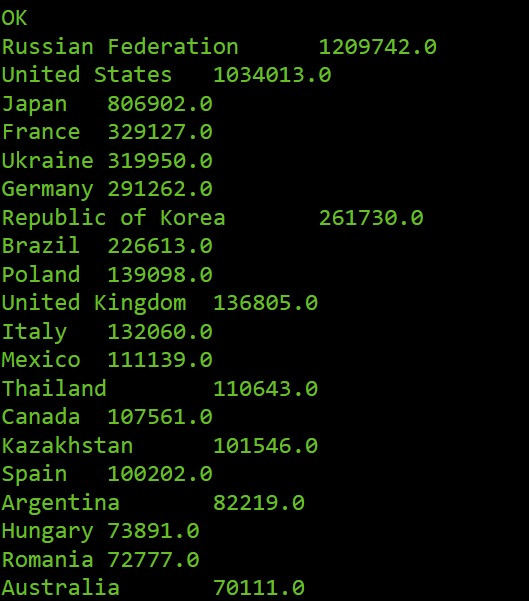 OK
Russian Federation 1209742.0
United States 1034013.0
Japan 806902.0
France 329127.0
Ukraine 319950.0
Germany 291262.0
Republic of Korea 261730.0
Brazil 226613.0
Poland 139098.0
United Kingdom 136805.0
Italy 132060.0
Mexico 111139.0
Thailand 110643.0
Canada 107561.0
Kazakhstan 101546.0
Spain 100202.0
Argentina 82219.0
Hungary 73891.0
Romania 72777.0
Australia 70111.0